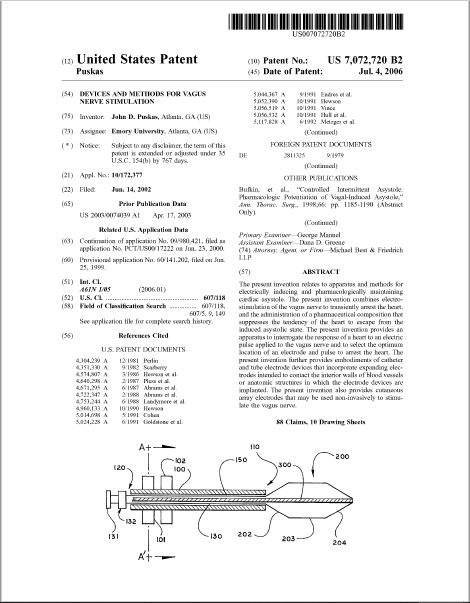 US007072720B2
(12) United States Patent
Puskas
(10) Patent No.: US 7,072,720 B2
(45) Date of Patent: Jul. 4, 2006
(54) DEVICES AND METHODS FOR VAGUS
NERVE STIMULATION
(75) Inventor: John D. Puskas, Atlanta, GA (US)
(73) Assignee: Emory University, Atlanta, GA (US)
( * ) Notice: Subject to any disclaimer, the term of this
patent is extended or adjusted under 35
U.S.C. 154(b) by 767 days.
(21) Appl. No.: 10/172,377
(22) Filed: Jun. 14, 2002
(65) Prior Publication Data
US 2003/0074039 A1 Apr. 17, 2003
Related U.S. Application Data
(63) Continuation of application No. 09/980,421, filed as
application No. PCT/US00/17222 on Jun. 23, 2000.
(60) Provisional application No. 60/141,202, filed on Jun.
25, 1999.
(51) Int. Cl.
A61N 1/05 (2006.01)
(52) U.S. Cl. 607/118
(58) Field of Classification Search 607/118,
607/5, 9, 149
See application file for complete search history.
(56) References Cited
U.S. PATENT DOCUMENTS
4,304,239 A 12/1981 Perlin
4,351,330 A 9/1982 Scarberry
4,574,807 A 3/1986 Hewson et al.
4,640,298 A 2/1987 Pless et al.
4,671,295 A 6/1987 Abrams et al.
4,722,347 A 2/1988 Abrams et al.
4,753,244 A 6/1988 Landymore et al.
4,960,133 A 10/1990 Hewson
5,014,698 A 5/1991 Cohen
5,024,228 A 6/1991 Goldstone et al.
5,044,367 A 9/1991 Endres et al.
5,052,390 A 10/1991 Hewson
5,056,519 A 10/1991 Vince
5,056,532 A 10/1991 Hull et al.
5,117,828 A 6/1992 Metzger et al.
(Continued)
FOREIGN PATENT DOCUMENTS
DE 2811325 9/1979
(Continued)
OTHER PUBLICATIONS
Bufkin, et al., "Controlled Intermittent Asystole:
Pharmacologic Potentiation of Vagal-Induced Asystole,"
Ann. Thorac. Surg., 1998;66: pp. 1185-1190 (Abstract
Only).
(Continued)
Primary Examiner—George Manuel
Assistant Examiner—Dana D. Greene
(74) Attorney, Agent, or Firm—Michael Best & Friedrich
LLP
(57) ABSTRACT
The present invention relates to apparatus and methods for
electrically inducing and pharmacologically maintaining
cardiac asystole. The present invention combines electro-
stimulation of the vagus nerve to transiently arrest the heart,
and the administration of a pharmaceutical composition that
suppresses the tendency of the heart to escape from the
induced asystolic state. The present invention provides an
apparatus to interrogate the response of a heart to an electric
pulse applied to the vagus nerve and to select the optimum
location of an electrode and pulse to arrest the heart. The
present invention further provides embodiments of catheter
and tube electrode devices that incorporate expanding elec-
trodes intended to contact the interior walls of blood vessels
or anatomic structures in which the electrode devices are
implanted. The present invention also provides cutaneous
array electrodes that may be used non-invasively to stimu-
late the vagus nerve.
88 Claims, 10 Drawing Sheets
A
102
100
120
150
110
300
200
132
131
101
130
202
203
204
A'